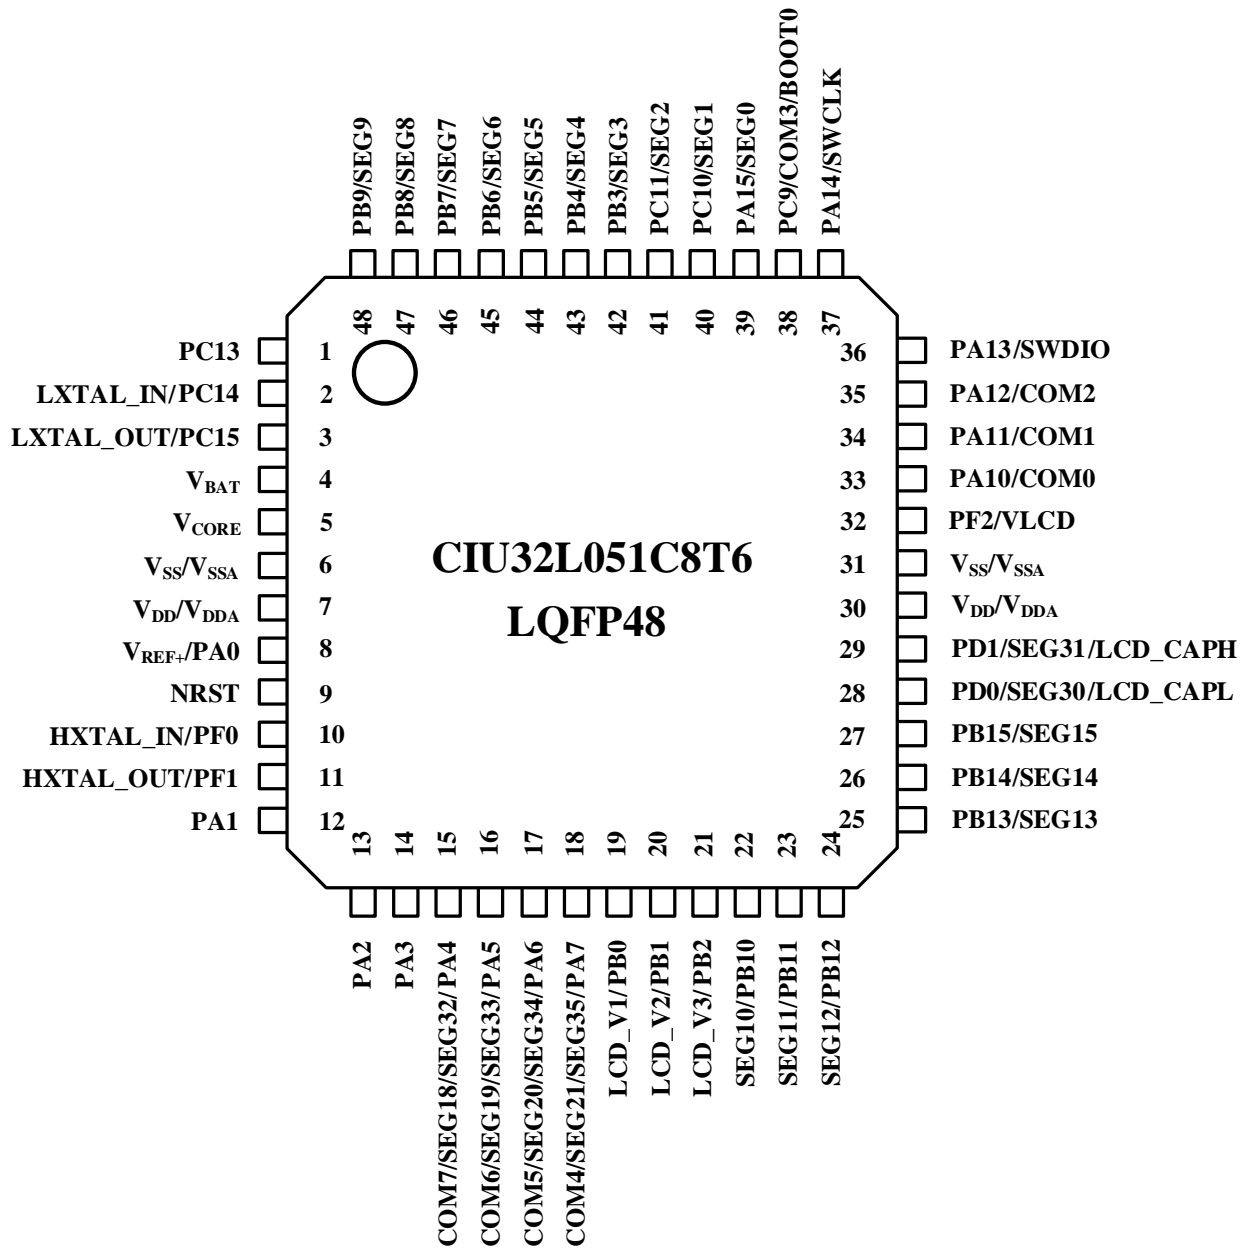 PB9/SEG9
PB8/SEG8
PB7/SEG7
PB6/SEG6
PB5/SEG5
PB4/SEG4
PB3/SEG3
PC11/SEG2
PC10/SEG1
PA15/SEG0
PC9/COM3/BOOT0
PA14/SWCLK
48
47
46
45
44
43
42
41
40
39
38
37
PC13
1
LXTAL_IN/PC14
2
LXTAL_OUT/PC15
3
VBAT
4
VCORE
5
VSS/VSSA
6
VDD/VDDA
7
VREF+/PA0
8
NRST
9
HXTAL_IN/PF0
10
HXTAL_OUT/PF1
11
PA1
12
CIU32L051C8T6
LQFP48
36
PA13/SWDIO
35
PA12/COM2
34
PA11/COM1
33
PA10/COM0
32
PF2/VLCD
31
VSS/VSSA
30
VDD/VDDA
29
PD1/SEG31/LCD_CAPH
28
PD0/SEG30/LCD_CAPL
27
PB15/SEG15
26
PB14/SEG14
25
PB13/SEG13
13
14
15
16
17
18
19
20
21
22
23
24
PA2
PA3
COM7/SEG18/SEG32/PA4
COM6/SEG19/SEG33/PA5
COM5/SEG20/SEG34/PA6
COM4/SEG21/SEG35/PA7
LCD_V1/PB0
LCD_V2/PB1
LCD_V3/PB2
SEG10/PB10
SEG11/PB11
SEG12/PB12